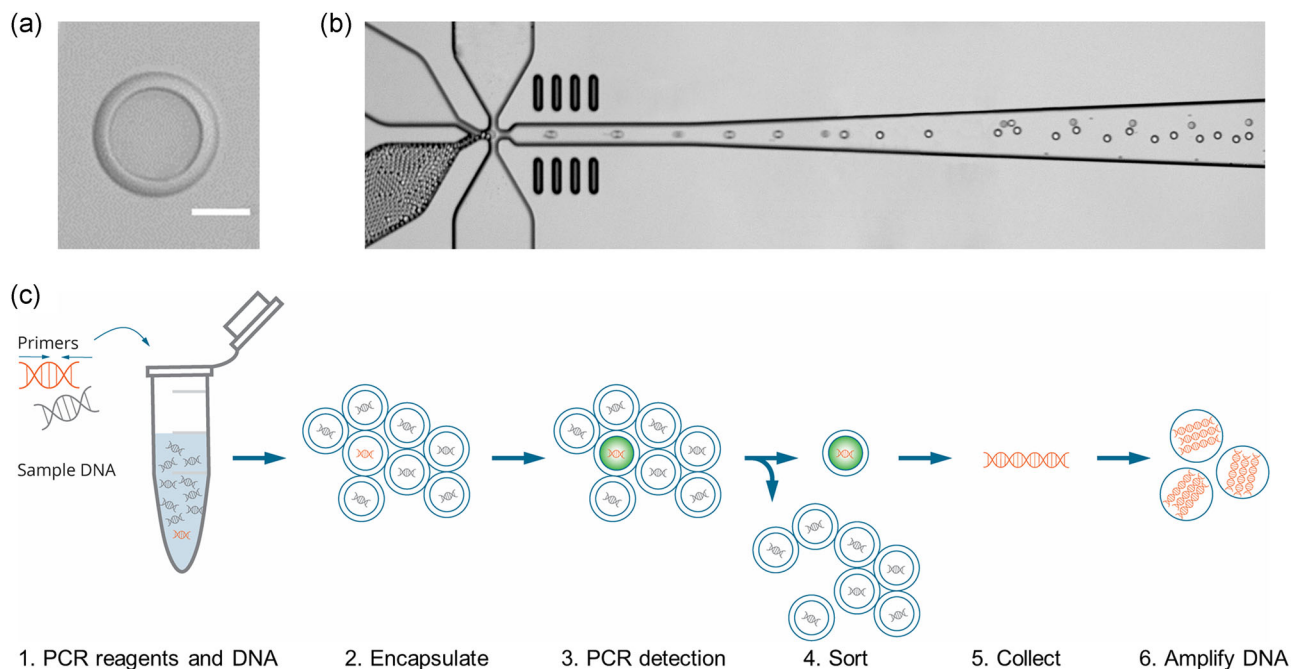 (a)
(b)
(c)
Primers
Sample DNA
1. PCR reagents and DNA
2. Encapsulate
3. PCR detection
4. Sort
5. Collect
6. Amplify DNA